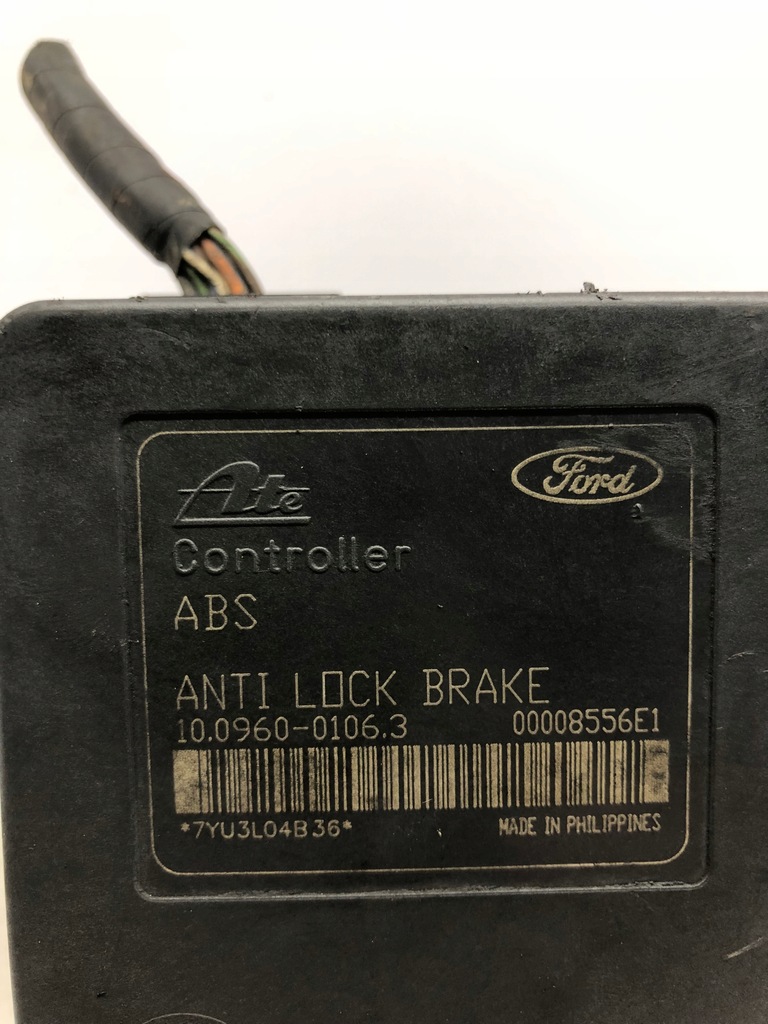 Ate
Ford
Controller
ABS
ANTI LOCK BRAKE
10.0960-0106.3 00008556E1
*7YU3L04B36* MADE IN PHILIPPINES